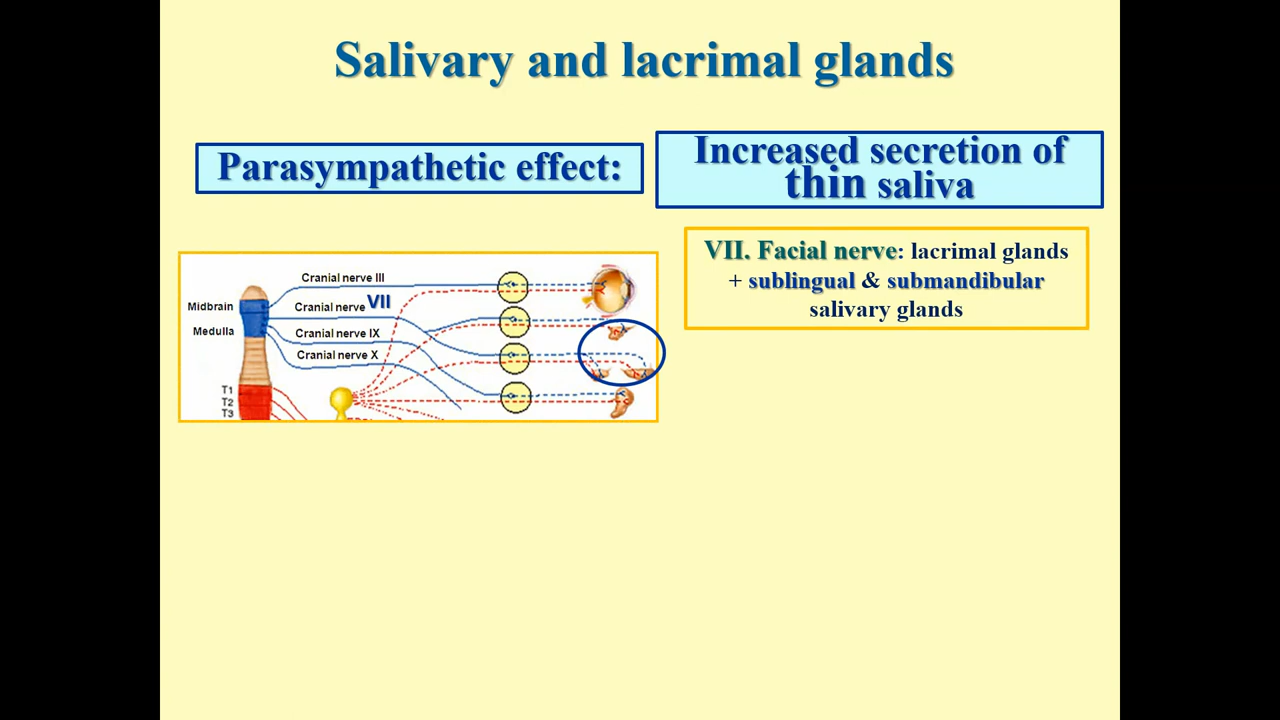 Salivary and lacrimal glands
Parasympathetic effect:
Increased secretion of
thin saliva
VII. Facial nerve: lacrimal glands
+ sublingual & submandibular
salivary glands
Cranial nerve III
Midbrain
Cranial nerve VII
Medulla
Cranial nerve IX
Cranial nerve X
T1
T2
T3